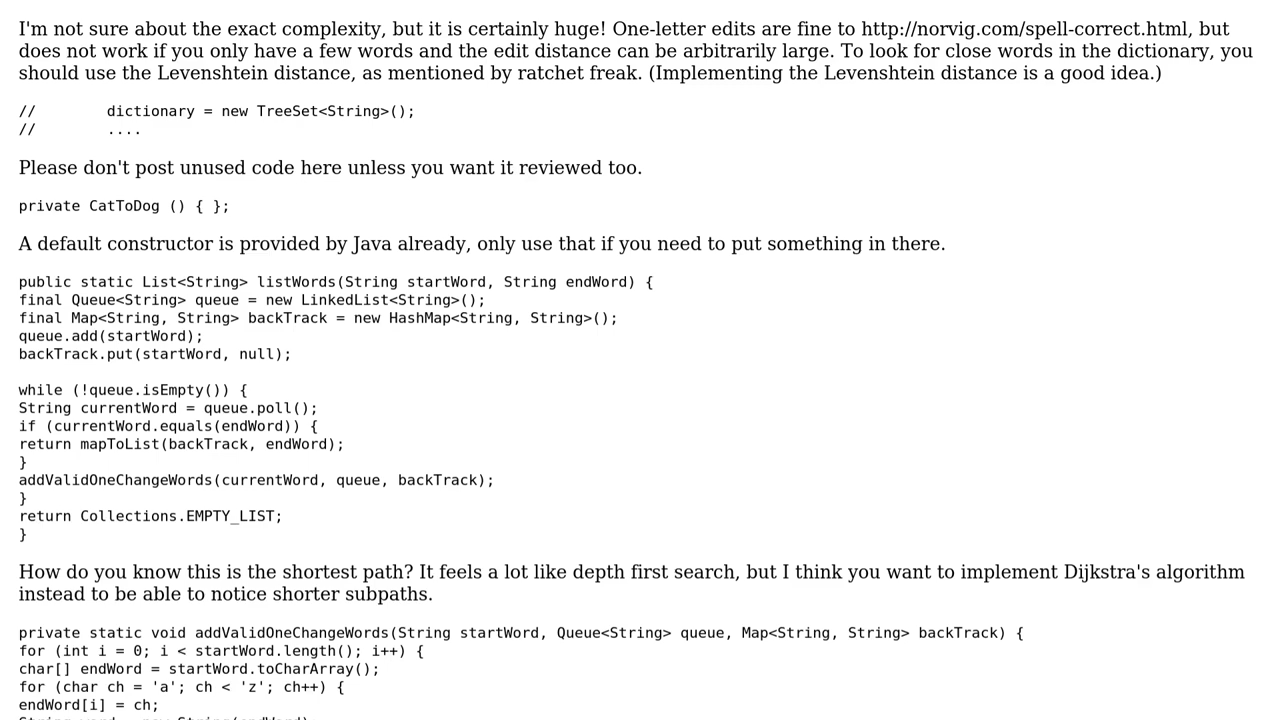 I'm not sure about the exact complexity, but it is certainly huge! One-letter edits are fine to http://norvig.com/spell-correct.html, but
does not work if you only have a few words and the edit distance can be arbitrarily large. To look for close words in the dictionary, you
should use the Levenshtein distance, as mentioned by ratchet freak. (Implementing the Levenshtein distance is a good idea.)
//        dictionary = new TreeSet<String>();
//        ....
Please don't post unused code here unless you want it reviewed too.
private CatToDog () { };
A default constructor is provided by Java already, only use that if you need to put something in there.
public static List<String> listWords(String startWord, String endWord) {
final Queue<String> queue = new LinkedList<String>();
final Map<String, String> backTrack = new HashMap<String, String>();
queue.add(startWord);
backTrack.put(startWord, null);
while (!queue.isEmpty()) {
String currentWord = queue.poll();
if (currentWord.equals(endWord)) {
return mapToList(backTrack, endWord);
}
addValidOneChangeWords(currentWord, queue, backTrack);
}
return Collections.EMPTY_LIST;
}
How do you know this is the shortest path? It feels a lot like depth first search, but I think you want to implement Dijkstra's algorithm
instead to be able to notice shorter subpaths.
private static void addValidOneChangeWords(String startWord, Queue<String> queue, Map<String, String> backTrack) {
for (int i = 0; i < startWord.length(); i++) {
char[] endWord = startWord.toCharArray();
for (char ch = 'a'; ch < 'z'; ch++) {
endWord[i] = ch;